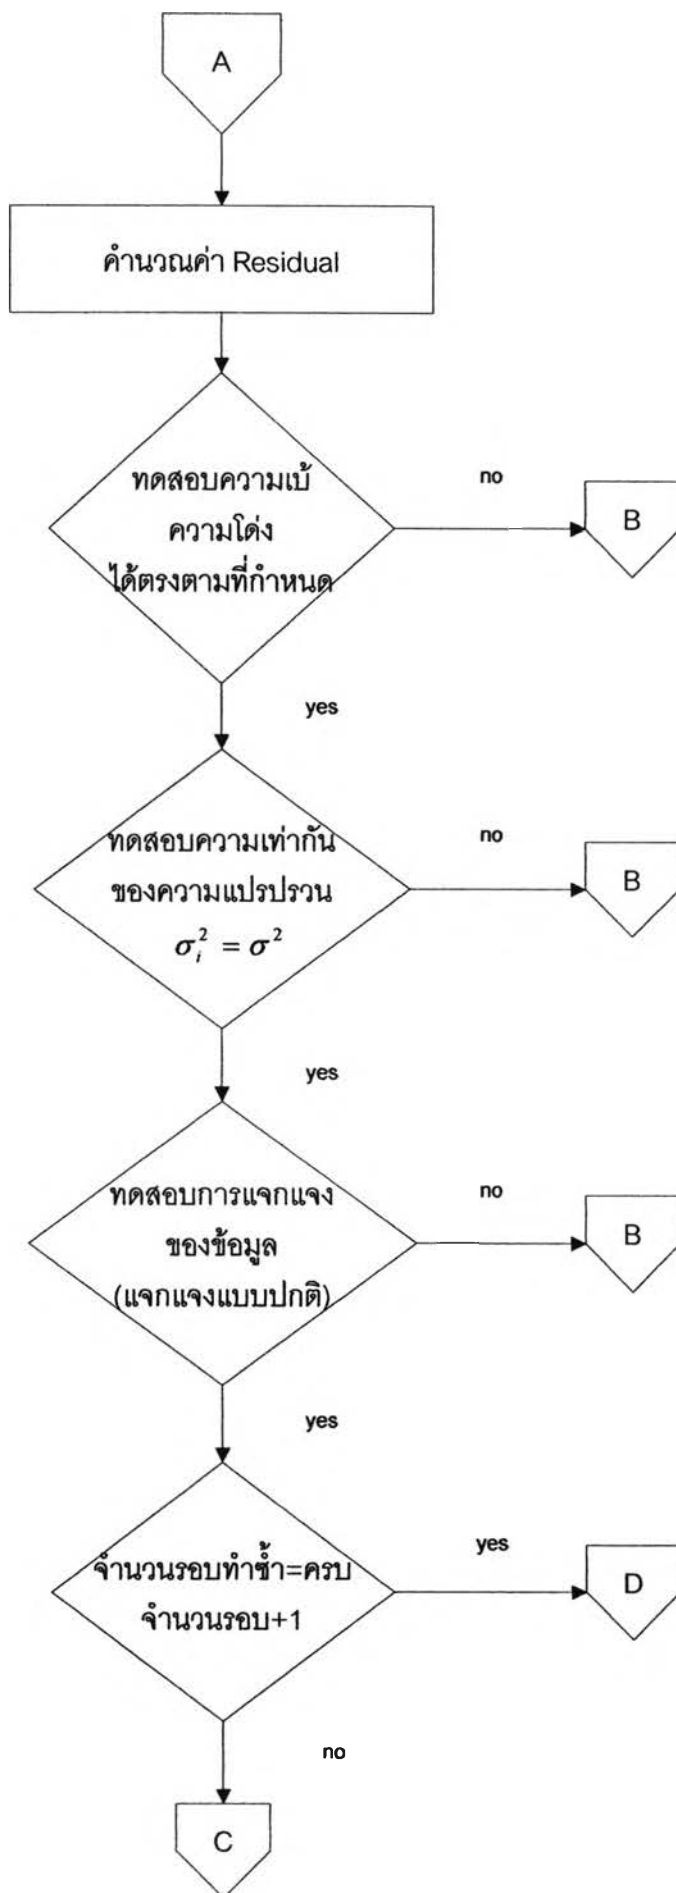 A
คำนวณค่า Residual
ทดสอบความเบ้
ความโด่ง
ได้ตรงตามที่กำหนด
no
B
yes
ทดสอบความเท่ากัน
ของความแปรปรวน
σᵢ² = σ²
no
B
yes
ทดสอบการแจกแจง
ของข้อมูล
(แจกแจงแบบปกติ)
no
B
yes
จำนวนรอบทำซ้ำ=ครบ
จำนวนรอบ+1
yes
D
no
C